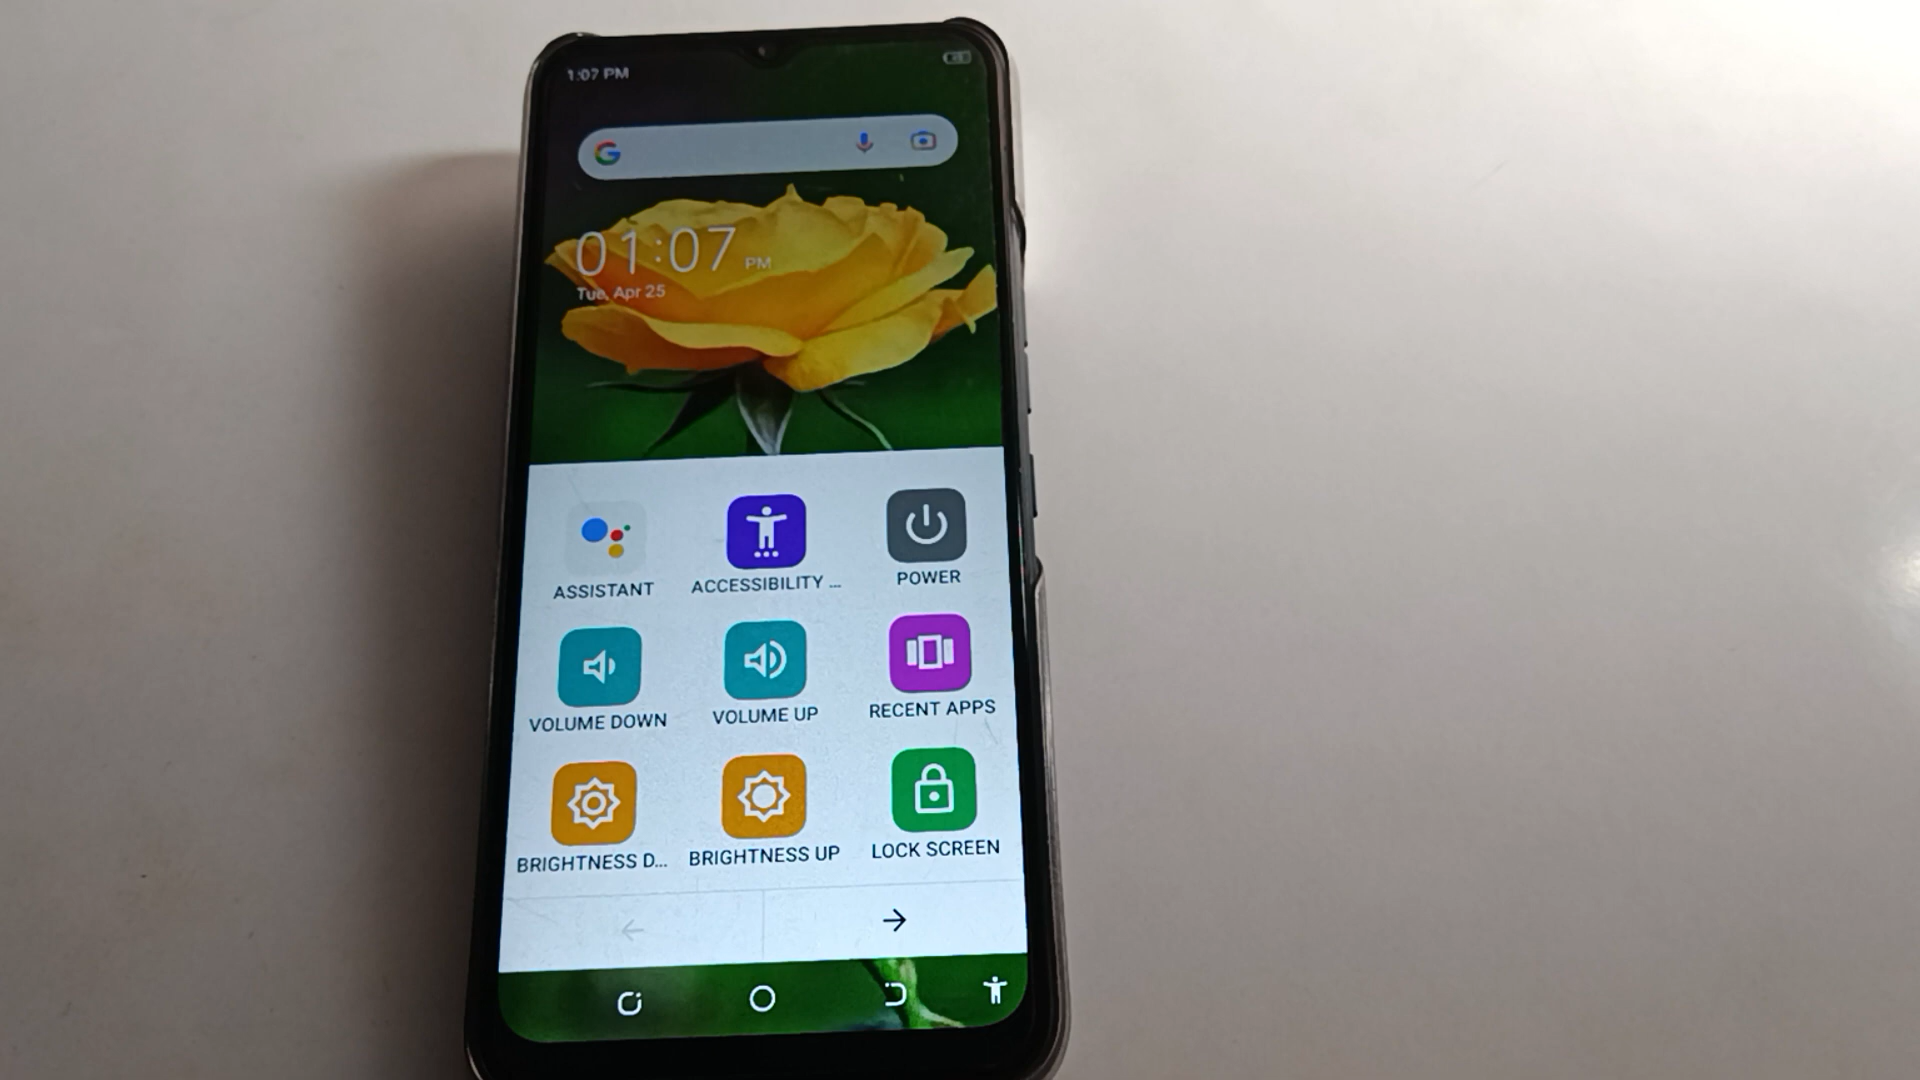 1:07 PM
01:07 PM
Tue, Apr 25
ASSISTANT
ACCESSIBILITY ...
POWER
VOLUME DOWN
VOLUME UP
RECENT APPS
BRIGHTNESS D...
BRIGHTNESS UP
LOCK SCREEN